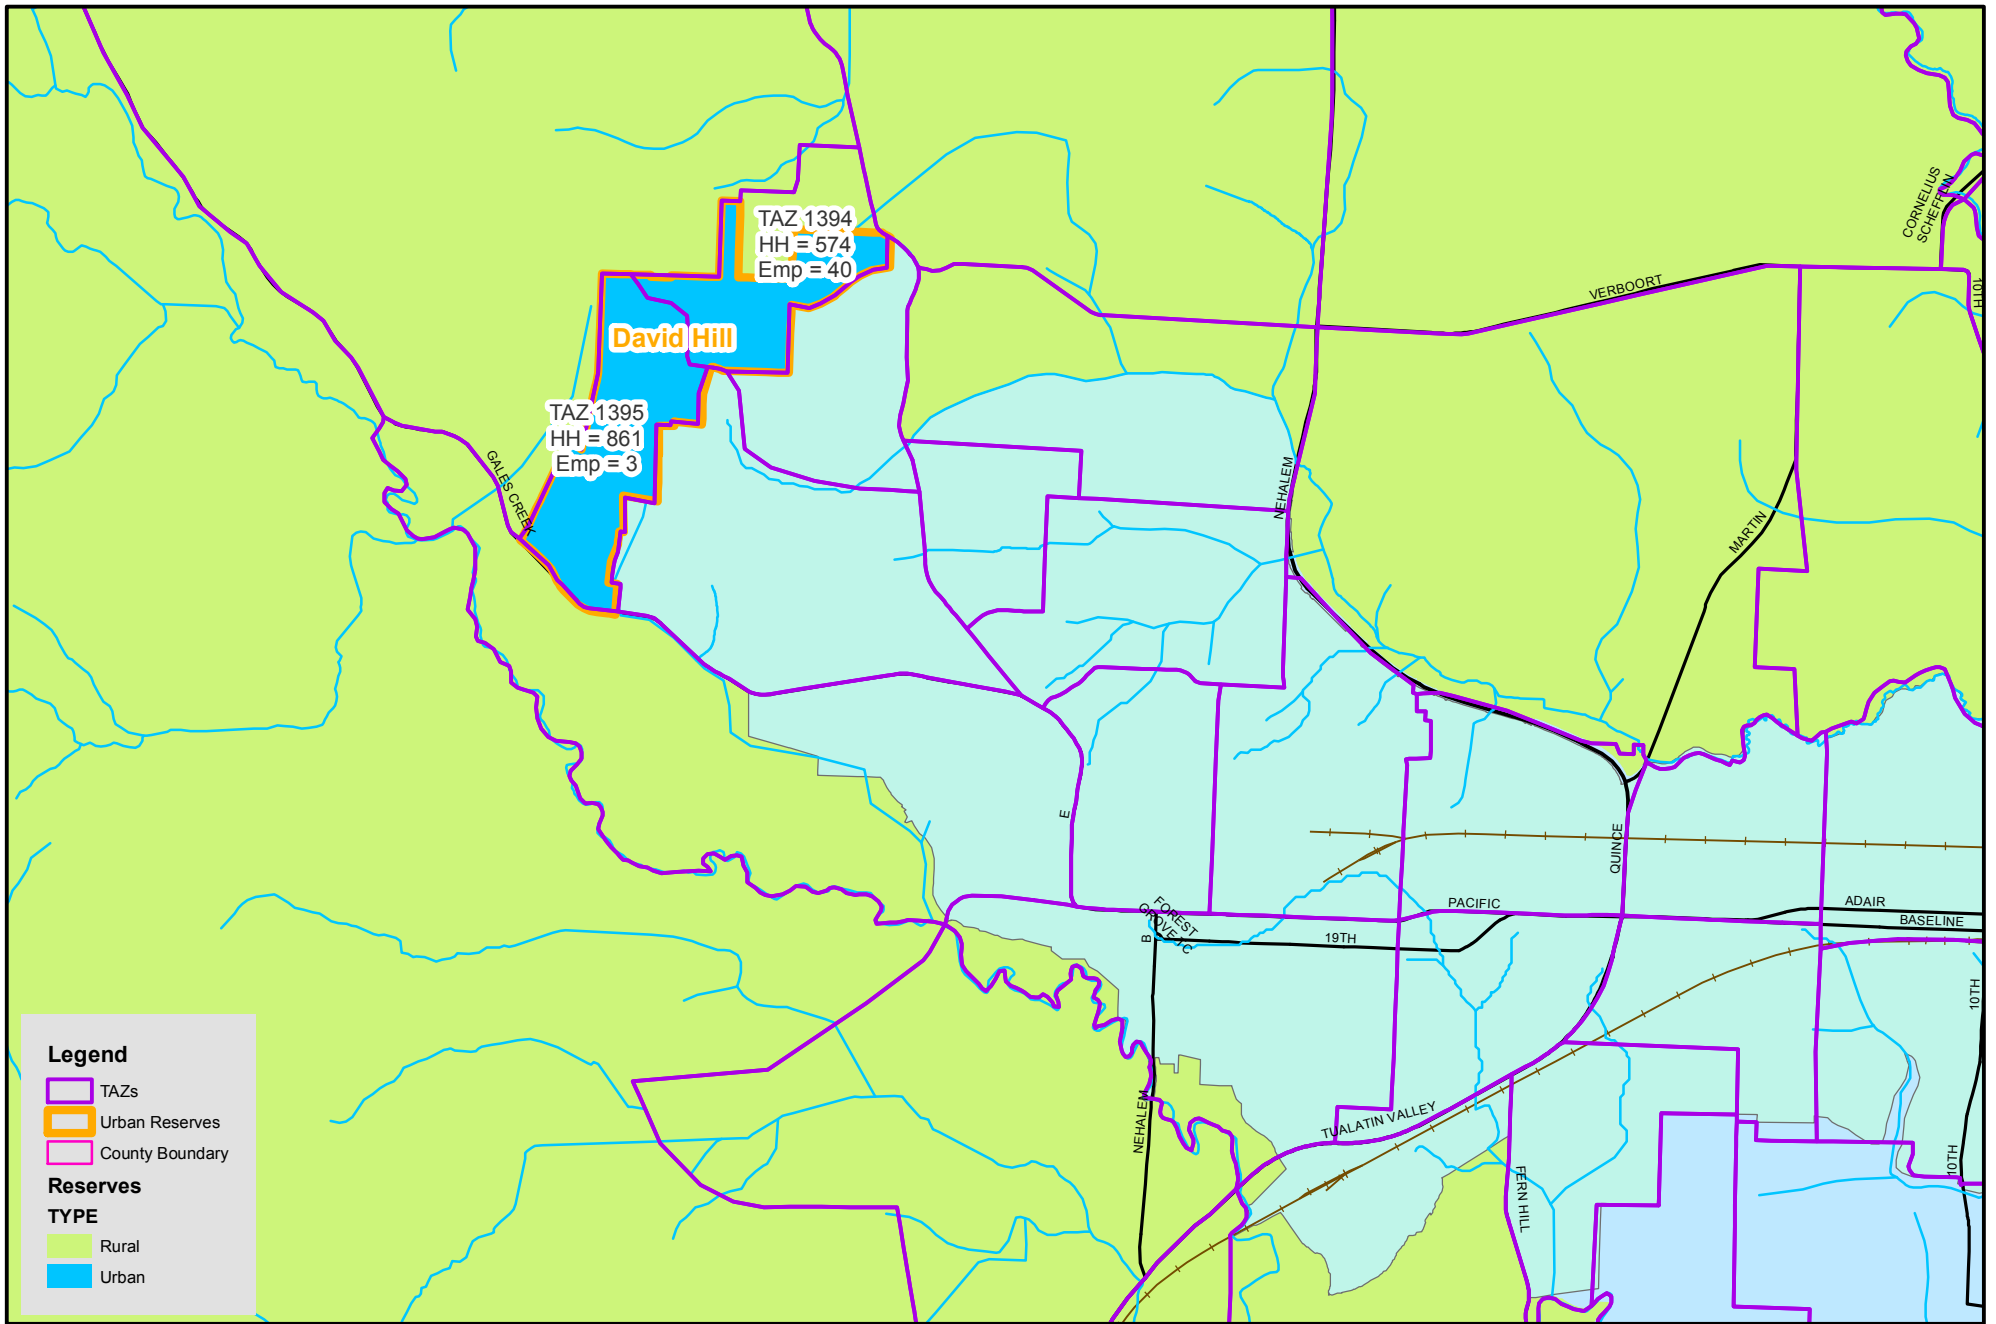 CORNELIUS
SCHEFFLIN
TAZ 1394
HH = 574
Emp = 40
VERBOORT
10TH
David Hill
TAZ 1395
HH = 861
Emp = 3
GALES CREEK
NEHALEM
MARTIN
E
QUINCE
PACIFIC
ADAIR
BASELINE
FOREST
GROVE TC
B
19TH
10TH
NEHALEM
TUALATIN VALLEY
FERN HILL
10TH
Legend
TAZs
Urban Reserves
County Boundary
Reserves
TYPE
Rural
Urban